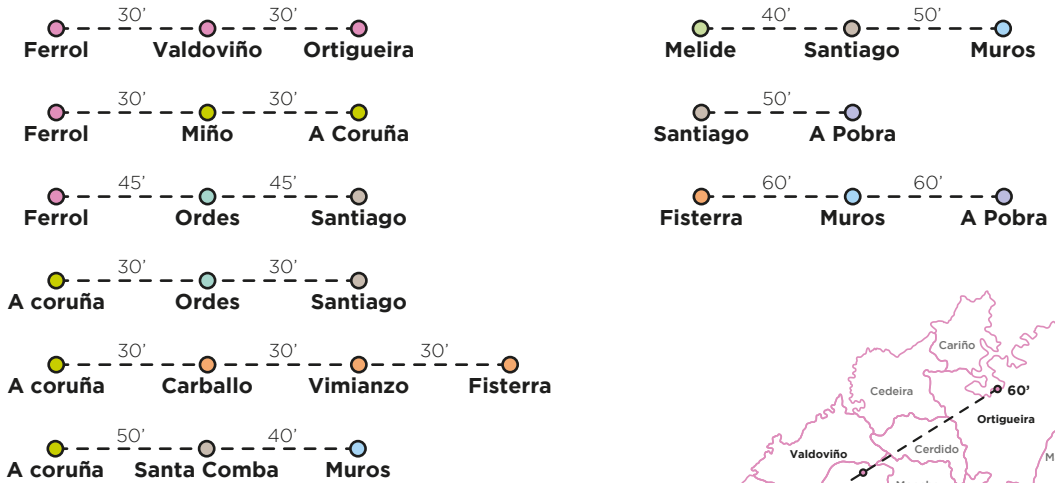 30’ 30’
Ferrol Valdoviño Ortigueira
30’ 30’
Ferrol Miño A Coruña
45’ 45’
Ferrol Ordes Santiago
30’ 30’
A coruña Ordes Santiago
30’ 30’ 30’
A coruña Carballo Vimianzo Fisterra
50’ 40’
A coruña Santa Comba Muros
40’ 50’
Melide Santiago Muros
50’
Santiago A Pobra
60’ 60’
Fisterra Muros A Pobra
Cariño
Cedeira
60’
Ortigueira
Cerdido
Valdoviño